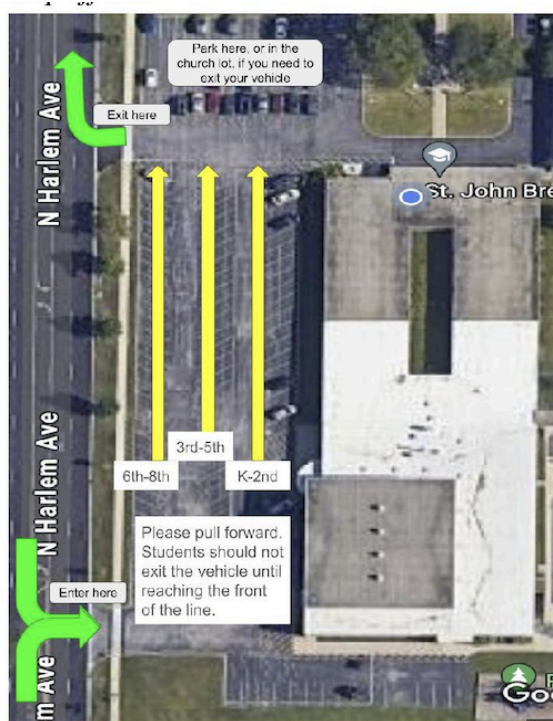 Park here, or in the
church lot, if you need to
exit your vehicle
Exit here
N Harlem Ave
St. John Bre
3rd-5th
6th-8th
K-2nd
N Harlem Ave
Please pull forward.
Students should not
exit the vehicle until
reaching the front
of the line.
Enter here
m Ave
Goo